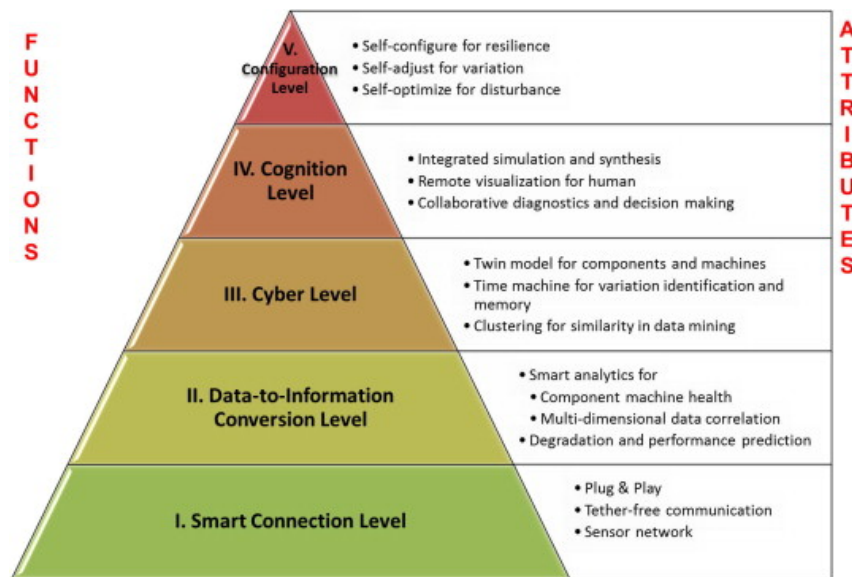 FUNCTIONS
V.
Configuration
Level
• Self-configure for resilience
• Self-adjust for variation
• Self-optimize for disturbance
IV. Cognition
Level
• Integrated simulation and synthesis
• Remote visualization for human
• Collaborative diagnostics and decision making
III. Cyber Level
• Twin model for components and machines
• Time machine for variation identification and
memory
• Clustering for similarity in data mining
II. Data-to-Information
Conversion Level
• Smart analytics for
• Component machine health
• Multi-dimensional data correlation
• Degradation and performance prediction
I. Smart Connection Level
• Plug & Play
• Tether-free communication
• Sensor network
ATTRIBUTES